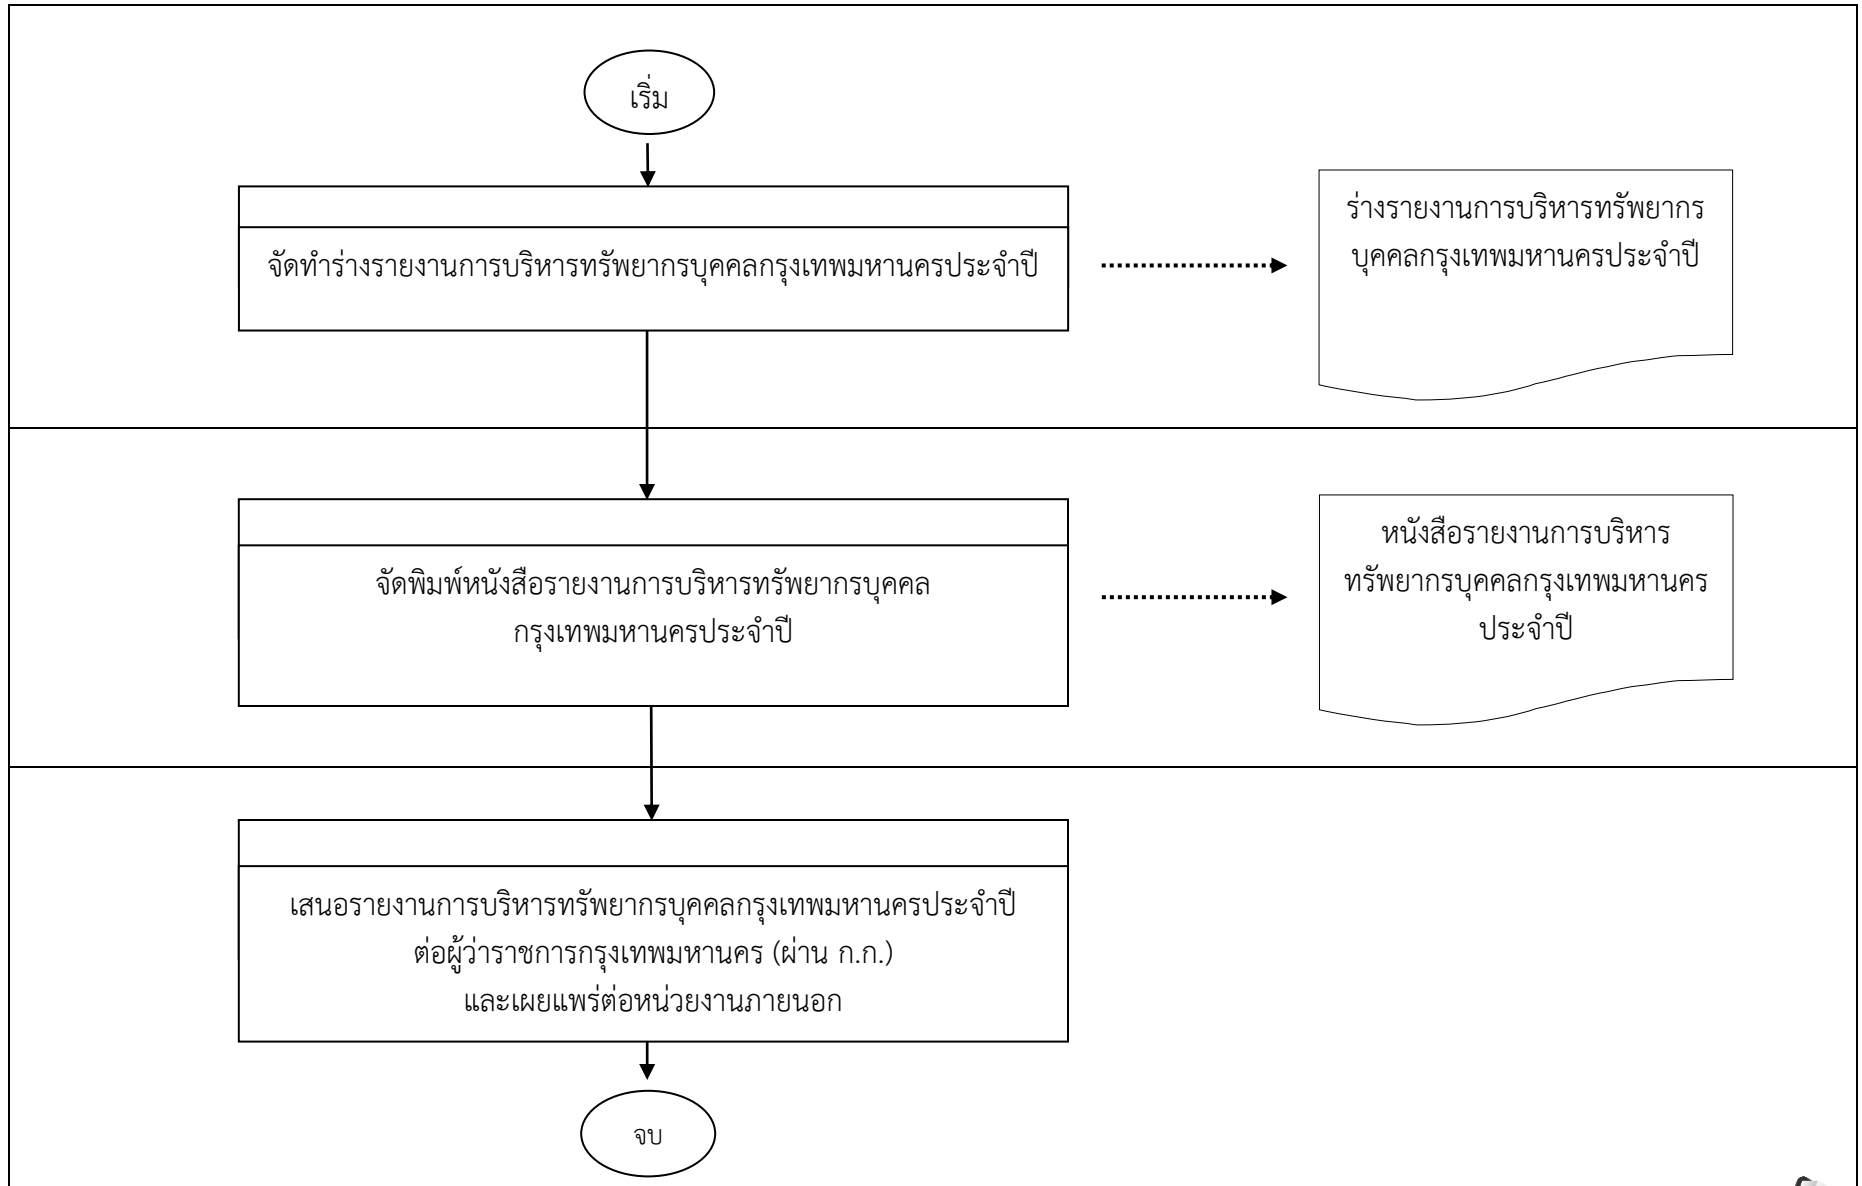 เริ่ม
จัดทำร่างรายงานการบริหารทรัพยากรบุคคลกรุงเทพมหานครประจำปี
ร่างรายงานการบริหารทรัพยากร
บุคคลกรุงเทพมหานครประจำปี
จัดพิมพ์หนังสือรายงานการบริหารทรัพยากรบุคคล
กรุงเทพมหานครประจำปี
หนังสือรายงานการบริหาร
ทรัพยากรบุคคลกรุงเทพมหานคร
ประจำปี
เสนอรายงานการบริหารทรัพยากรบุคคลกรุงเทพมหานครประจำปี
ต่อผู้ว่าราชการกรุงเทพมหานคร (ผ่าน ก.ก.)
และเผยแพร่ต่อหน่วยงานภายนอก
จบ